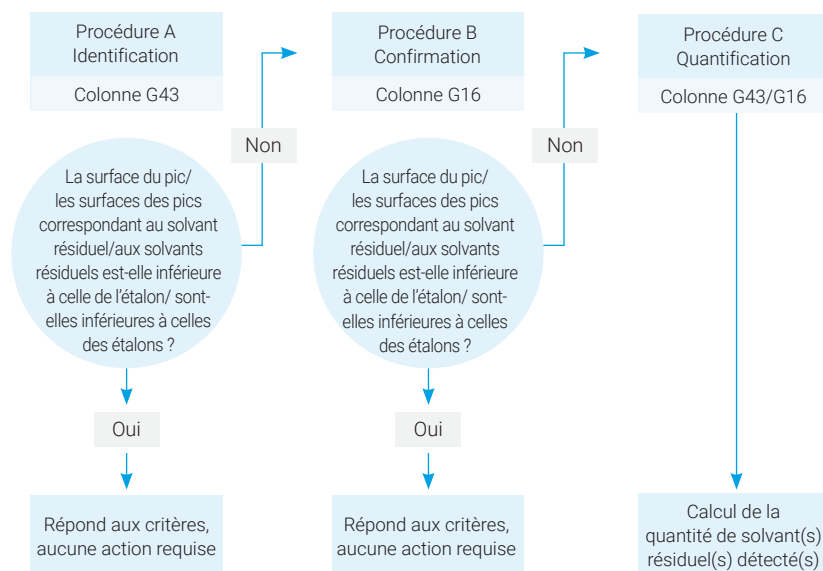 Procédure A
Identification
Colonne G43
Non
La surface du pic/
les surfaces des pics
correspondant au solvant
résiduel/aux solvants
résiduels est-elle inférieure
à celle de l’étalon/ sont-
elles inférieures à celles
des étalons ?
Oui
Répond aux critères,
aucune action requise
Procédure B
Confirmation
Colonne G16
Non
La surface du pic/
les surfaces des pics
correspondant au solvant
résiduel/aux solvants
résiduels est-elle inférieure
à celle de l’étalon/ sont-
elles inférieures à celles
des étalons ?
Oui
Répond aux critères,
aucune action requise
Procédure C
Quantification
Colonne G43/G16
Calcul de la
quantité de solvant(s)
résiduel(s) détecté(s)